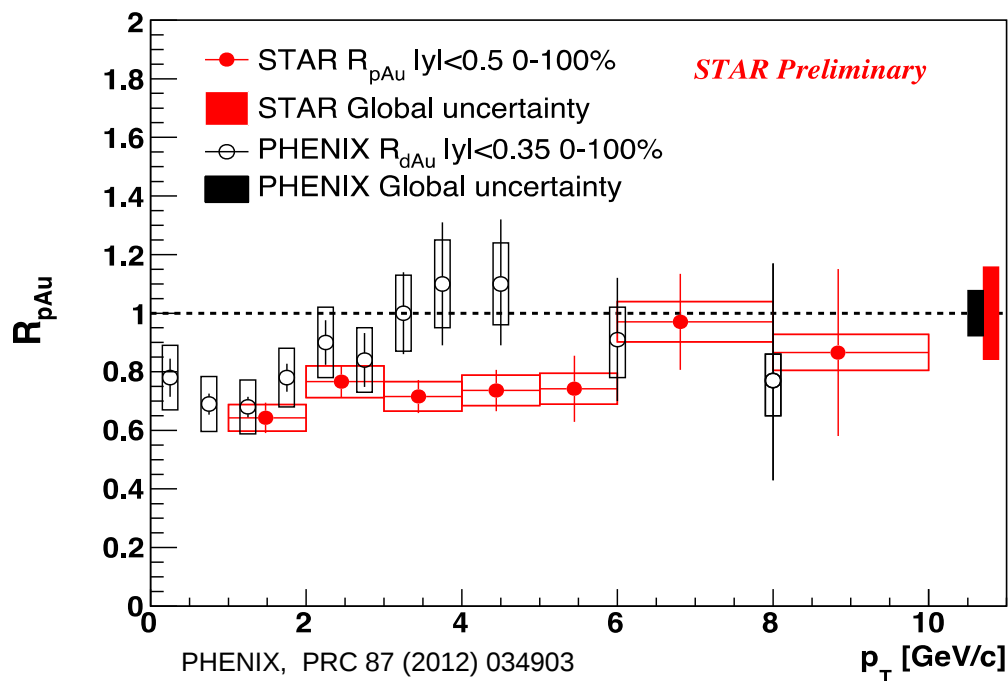 STAR R_pAu |y|<0.5 0-100%
STAR Global uncertainty
PHENIX R_dAu |y|<0.35 0-100%
PHENIX Global uncertainty
STAR Preliminary
R_pAu
2
1.8
1.6
1.4
1.2
1
0.8
0.6
0.4
0.2
0
0 2 4 6 8 10
p_T [GeV/c]
PHENIX, PRC 87 (2012) 034903